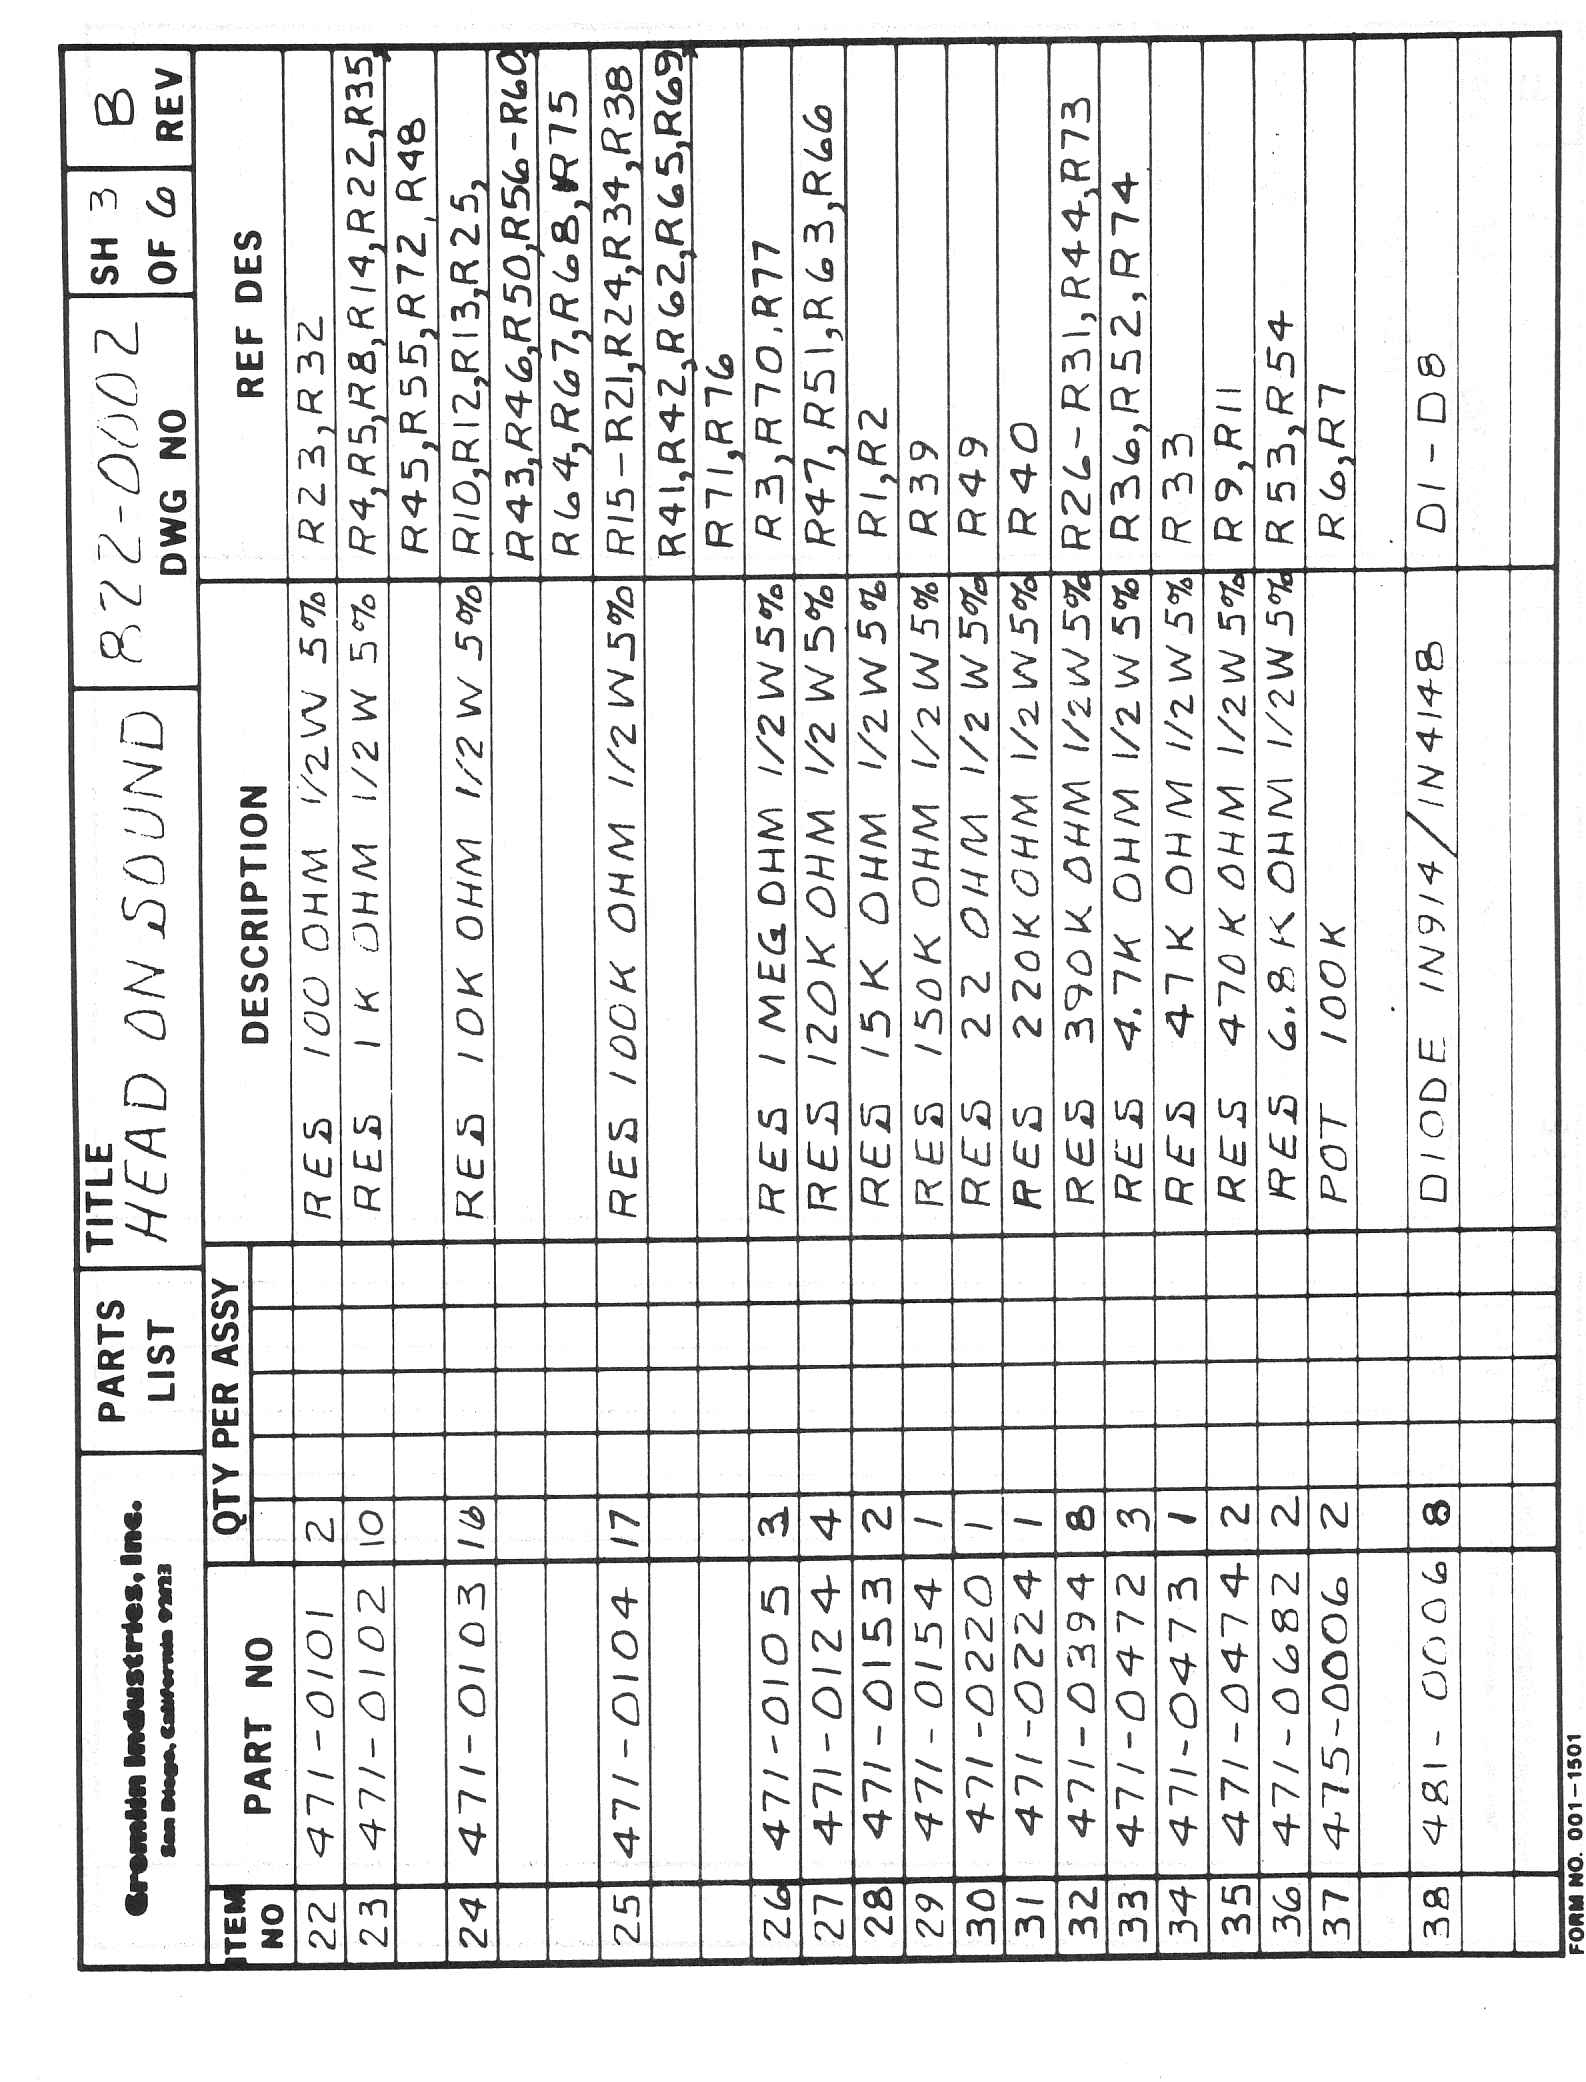 Gremlin Industries, Inc.
San Diego, California 92123
PARTS LIST
TITLE
HEAD ON SOUND
822-0002
DWG NO
SH 3 OF 6
B
REV
ITEM NO PART NO QTY PER ASSY DESCRIPTION REF DES
22 471-0101 2 RES 100 OHM 1/2W 5% R23,R32
23 471-0102 10 RES 1K OHM 1/2W 5% R4,R5,R8,R14,R22,R35,
R45,R55,R72,R48
24 471-0103 16 RES 10K OHM 1/2W 5% R10,R12,R13,R25,
R43,R46,R50,R56-R60,
R64,R67,R68,R75
25 471-0104 17 RES 100K OHM 1/2W 5% R15-R21,R24,R34,R38
R41,R42,R62,R65,R69,
R71,R76
26 471-0105 3 RES 1 MEG OHM 1/2W 5% R3,R70,R77
27 471-0124 4 RES 120K OHM 1/2W 5% R47,R51,R63,R66
28 471-0153 2 RES 15K OHM 1/2W 5% R1,R2
29 471-0154 1 RES 150K OHM 1/2W 5% R39
30 471-0220 1 RES 22 OHM 1/2W 5% R49
31 471-0224 1 RES 220K OHM 1/2W 5% R40
32 471-0394 8 RES 390K OHM 1/2W 5% R26-R31,R44,R73
33 471-0472 3 RES 4.7K OHM 1/2W 5% R36,R52,R74
34 471-0473 1 RES 47K OHM 1/2W 5% R33
35 471-0474 2 RES 470K OHM 1/2W 5% R9,R11
36 471-0682 2 RES 6.8K OHM 1/2W 5% R53,R54
37 475-0006 2 POT 100K R6,R7
38 481-0006 8 DIODE IN914/IN4148 D1-D8
FORM NO. 001-1501